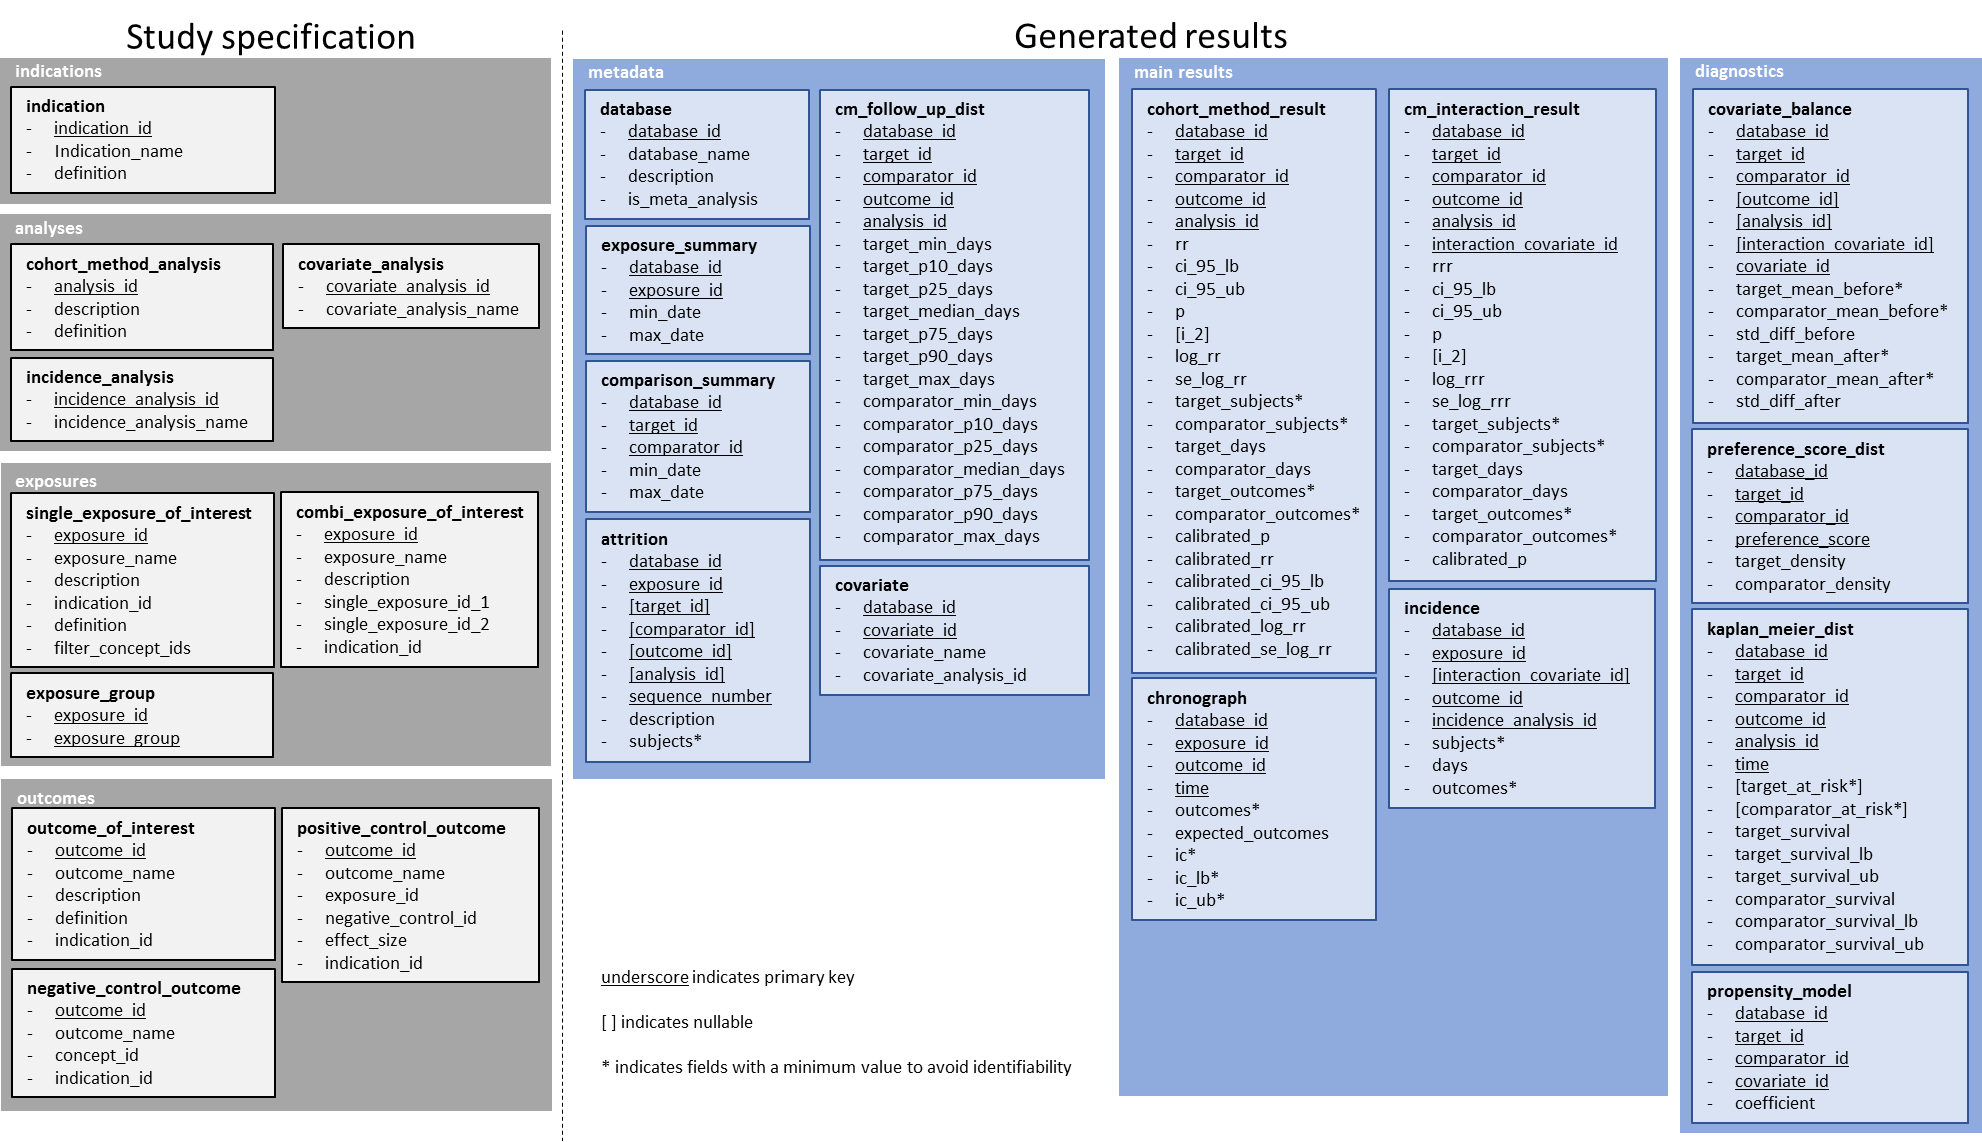 Study specification
indications
indication
- indication_id
- Indication_name
- definition
analyses
cohort_method_analysis
- analysis_id
- description
- definition
covariate_analysis
- covariate_analysis_id
- covariate_analysis_name
incidence_analysis
- incidence_analysis_id
- incidence_analysis_name
exposures
single_exposure_of_interest
- exposure_id
- exposure_name
- description
- indication_id
- definition
- filter_concept_ids
combi_exposure_of_interest
- exposure_id
- exposure_name
- description
- single_exposure_id_1
- single_exposure_id_2
- indication_id
exposure_group
- exposure_id
- exposure_group
outcomes
outcome_of_interest
- outcome_id
- outcome_name
- description
- definition
- indication_id
positive_control_outcome
- outcome_id
- outcome_name
- exposure_id
- negative_control_id
- effect_size
- indication_id
negative_control_outcome
- outcome_id
- outcome_name
- concept_id
- indication_id
Generated results
metadata
database
- database_id
- database_name
- description
- is_meta_analysis
exposure_summary
- database_id
- exposure_id
- min_date
- max_date
comparison_summary
- database_id
- target_id
- comparator_id
- min_date
- max_date
attrition
- database_id
- exposure_id
- [target_id]
- [comparator_id]
- [outcome_id]
- [analysis_id]
- sequence_number
- description
- subjects*
cm_follow_up_dist
- database_id
- target_id
- comparator_id
- outcome_id
- analysis_id
- target_min_days
- target_p10_days
- target_p25_days
- target_median_days
- target_p75_days
- target_p90_days
- target_max_days
- comparator_min_days
- comparator_p10_days
- comparator_p25_days
- comparator_median_days
- comparator_p75_days
- comparator_p90_days
- comparator_max_days
covariate
- database_id
- covariate_id
- covariate_name
- covariate_analysis_id
main results
cohort_method_result
- database_id
- target_id
- comparator_id
- outcome_id
- analysis_id
- rr
- ci_95_lb
- ci_95_ub
- p
- [i_2]
- log_rr
- se_log_rr
- target_subjects*
- comparator_subjects*
- target_days
- comparator_days
- target_outcomes*
- comparator_outcomes*
- calibrated_p
- calibrated_rr
- calibrated_ci_95_lb
- calibrated_ci_95_ub
- calibrated_log_rr
- calibrated_se_log_rr
chronograph
- database_id
- exposure_id
- outcome_id
- time
- outcomes*
- expected_outcomes
- ic*
- ic_lb*
- ic_ub*
cm_interaction_result
- database_id
- target_id
- comparator_id
- outcome_id
- analysis_id
- interaction_covariate_id
- rrr
- ci_95_lb
- ci_95_ub
- p
- [i_2]
- log_rrr
- se_log_rrr
- target_subjects*
- comparator_subjects*
- target_days
- comparator_days
- target_outcomes*
- comparator_outcomes*
- calibrated_p
incidence
- database_id
- exposure_id
- [interaction_covariate_id]
- outcome_id
- incidence_analysis_id
- subjects*
- days
- outcomes*
diagnostics
covariate_balance
- database_id
- target_id
- comparator_id
- [outcome_id]
- [analysis_id]
- [interaction_covariate_id]
- covariate_id
- target_mean_before*
- comparator_mean_before*
- std_diff_before
- target_mean_after*
- comparator_mean_after*
- std_diff_after
preference_score_dist
- database_id
- target_id
- comparator_id
- preference_score
- target_density
- comparator_density
kaplan_meier_dist
- database_id
- target_id
- comparator_id
- outcome_id
- analysis_id
- time
- [target_at_risk*]
- [comparator_at_risk*]
- target_survival
- target_survival_lb
- target_survival_ub
- comparator_survival
- comparator_survival_lb
- comparator_survival_ub
propensity_model
- database_id
- target_id
- comparator_id
- covariate_id
- coefficient
underscore indicates primary key
[ ] indicates nullable
* indicates fields with a minimum value to avoid identifiability